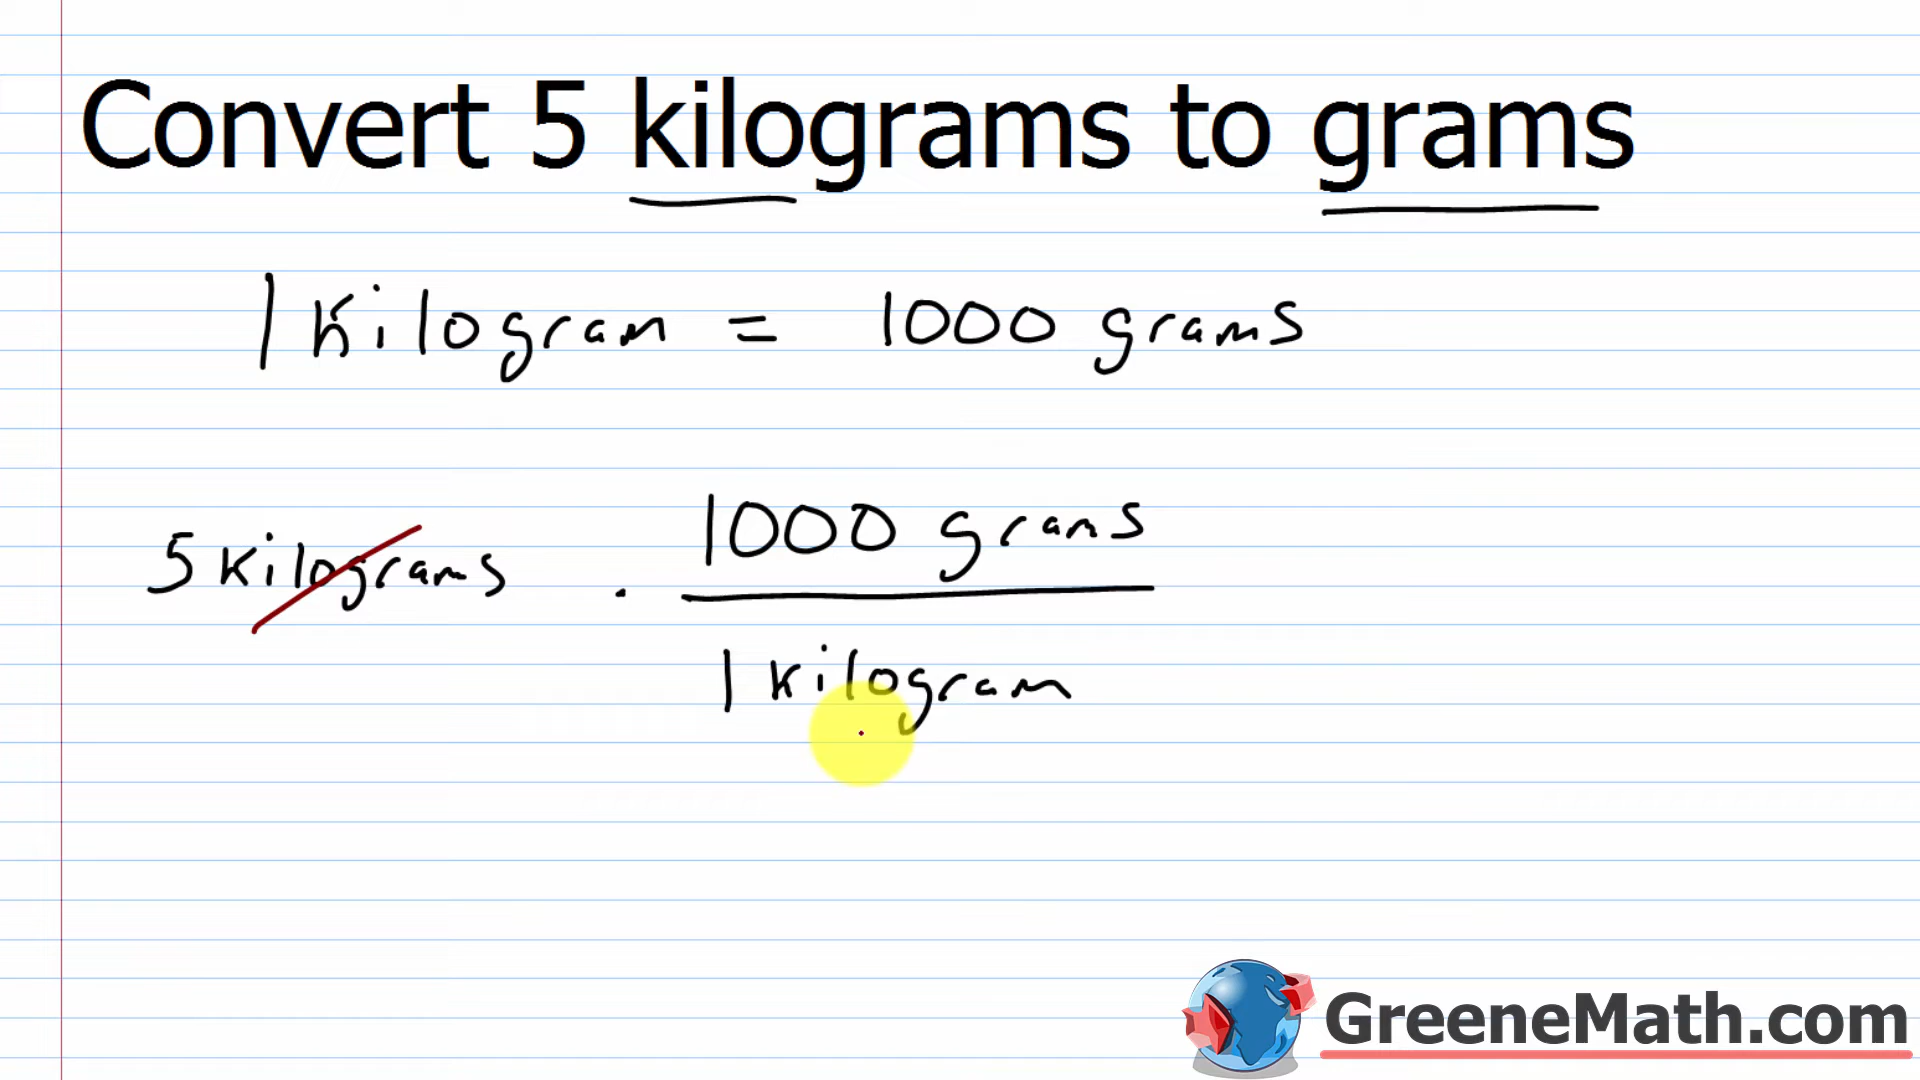 Convert 5 kilograms to grams
1 Kilogram = 1000 grams
5 kilograms · 1000 grams
1 kilogram
GreeneMath.com